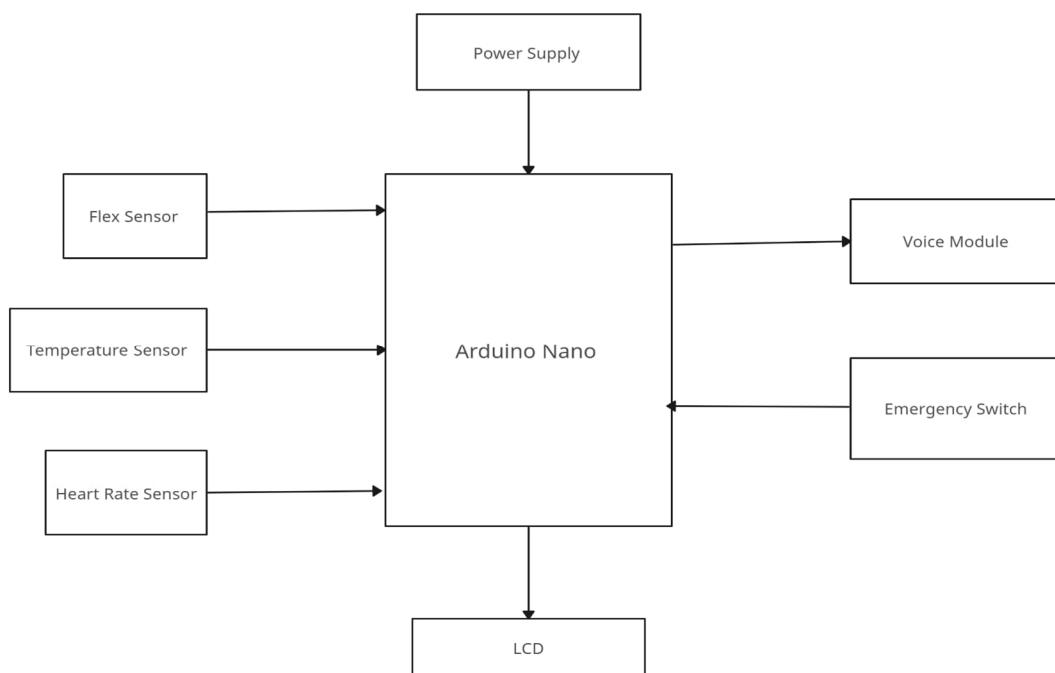 Power Supply
Flex Sensor
Voice Module
Temperature Sensor
Arduino Nano
Emergency Switch
Heart Rate Sensor
LCD